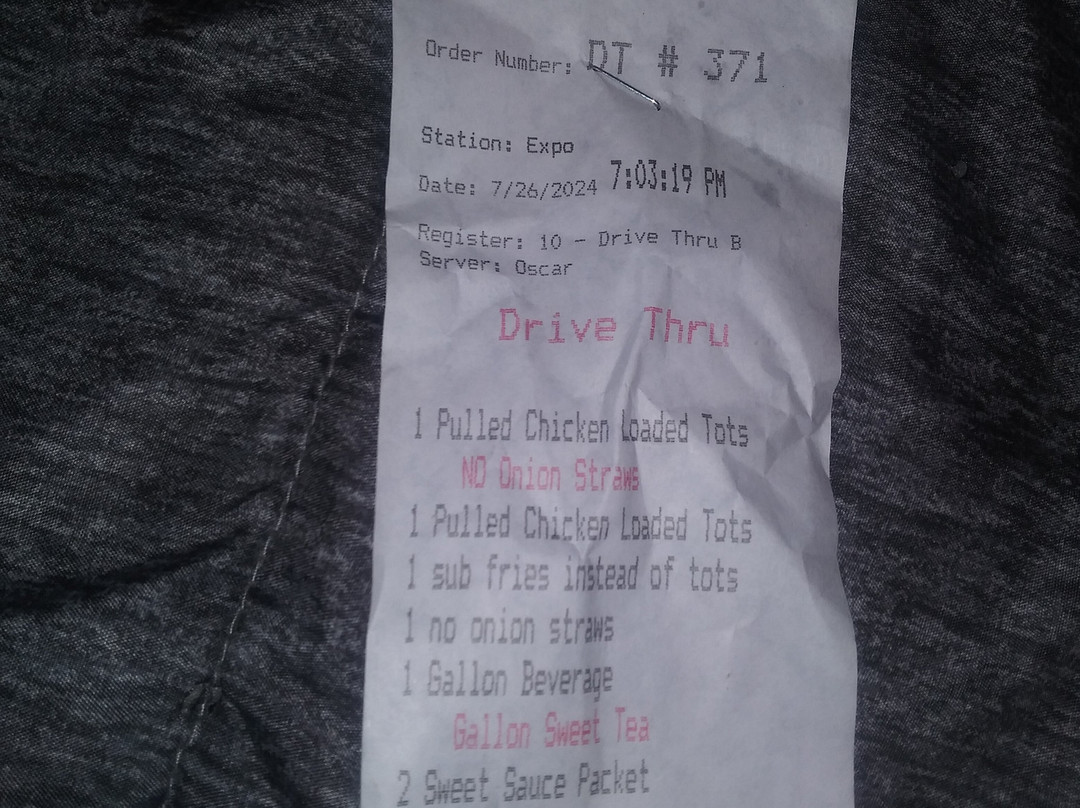 Order Number: DT # 371
Station: Expo
Date: 7/26/2024 7:03:19 PM
Register: 10 - Drive Thru B
Server: Oscar
Drive Thru
1 Pulled Chicken Loaded Tots
NO Onion Straws
1 Pulled Chicken Loaded Tots
1 sub fries instead of tots
1 no onion straws
1 Gallon Beverage
Gallon Sweet Tea
2 Sweet Sauce Packet